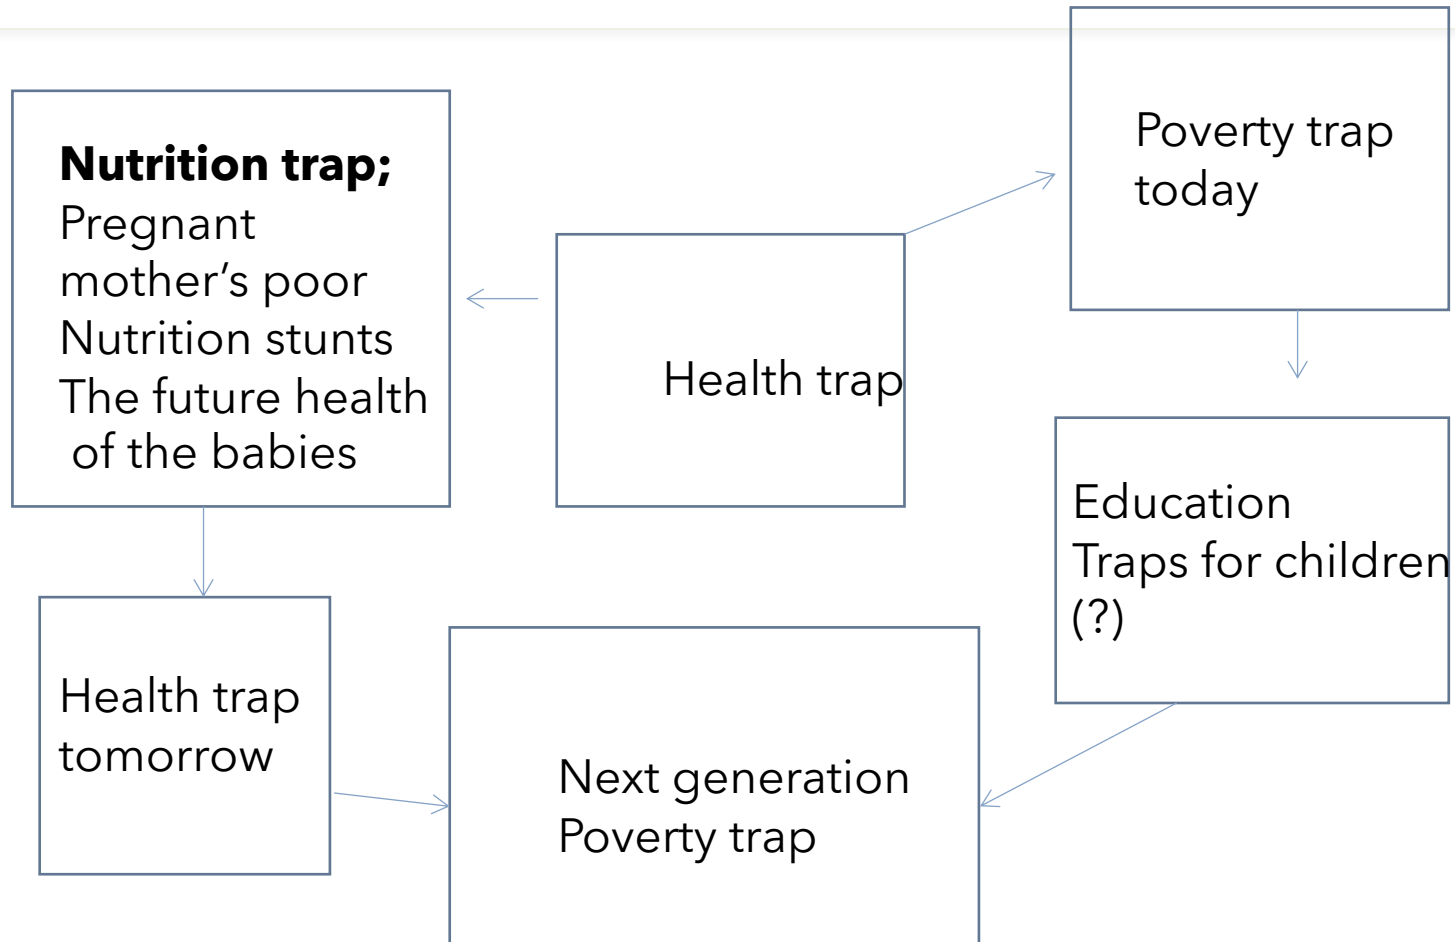 Nutrition trap;
Pregnant
mother’s poor
Nutrition stunts
The future health
of the babies
Health trap
Poverty trap
today
Education
Traps for children
(?)
Health trap
tomorrow
Next generation
Poverty trap